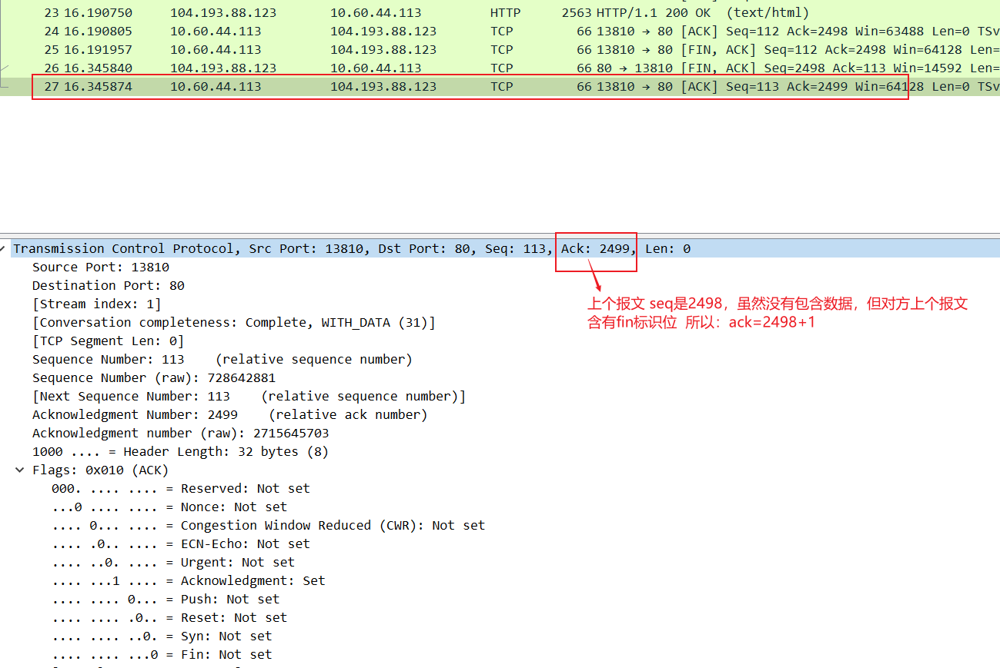 23 16.190750 104.193.88.123 10.60.44.113 HTTP 2563 HTTP/1.1 200 OK (text/html)
24 16.190805 10.60.44.113 104.193.88.123 TCP 66 13810 → 80 [ACK] Seq=112 Ack=2498 Win=63488 Len=0 TSv
25 16.191957 10.60.44.113 104.193.88.123 TCP 66 13810 → 80 [FIN, ACK] Seq=112 Ack=2498 Win=64128 Len=
26 16.345840 104.193.88.123 10.60.44.113 TCP 66 80 → 13810 [FIN, ACK] Seq=2498 Ack=113 Win=14592 Len=
27 16.345874 10.60.44.113 104.193.88.123 TCP 66 13810 → 80 [ACK] Seq=113 Ack=2499 Win=64128 Len=0 TSv
Transmission Control Protocol, Src Port: 13810, Dst Port: 80, Seq: 113, Ack: 2499, Len: 0
Source Port: 13810
Destination Port: 80
[Stream index: 1]
上个报文 seq是2498，虽然没有包含数据，但对方上个报文
[Conversation completeness: Complete, WITH_DATA (31)]
含有fin标识位 所以：ack=2498+1
[TCP Segment Len: 0]
Sequence Number: 113 (relative sequence number)
Sequence Number (raw): 728642881
[Next Sequence Number: 113 (relative sequence number)]
Acknowledgment Number: 2499 (relative ack number)
Acknowledgment number (raw): 2715645703
1000 .... = Header Length: 32 bytes (8)
Flags: 0x010 (ACK)
000. .... .... = Reserved: Not set
...0 .... .... = Nonce: Not set
.... 0... .... = Congestion Window Reduced (CWR): Not set
.... .0.. .... = ECN-Echo: Not set
.... ..0. .... = Urgent: Not set
.... ...1 .... = Acknowledgment: Set
.... .... 0... = Push: Not set
.... .... .0.. = Reset: Not set
.... .... ..0. = Syn: Not set
.... .... ...0 = Fin: Not set